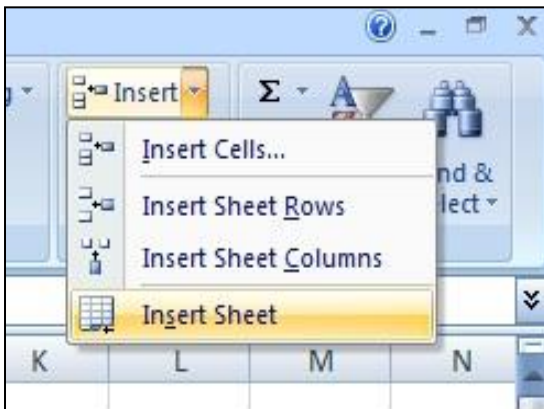 Insert
Σ
Insert Cells...
nd &
Insert Sheet Rows
lect
Insert Sheet Columns
Insert Sheet
K L M N